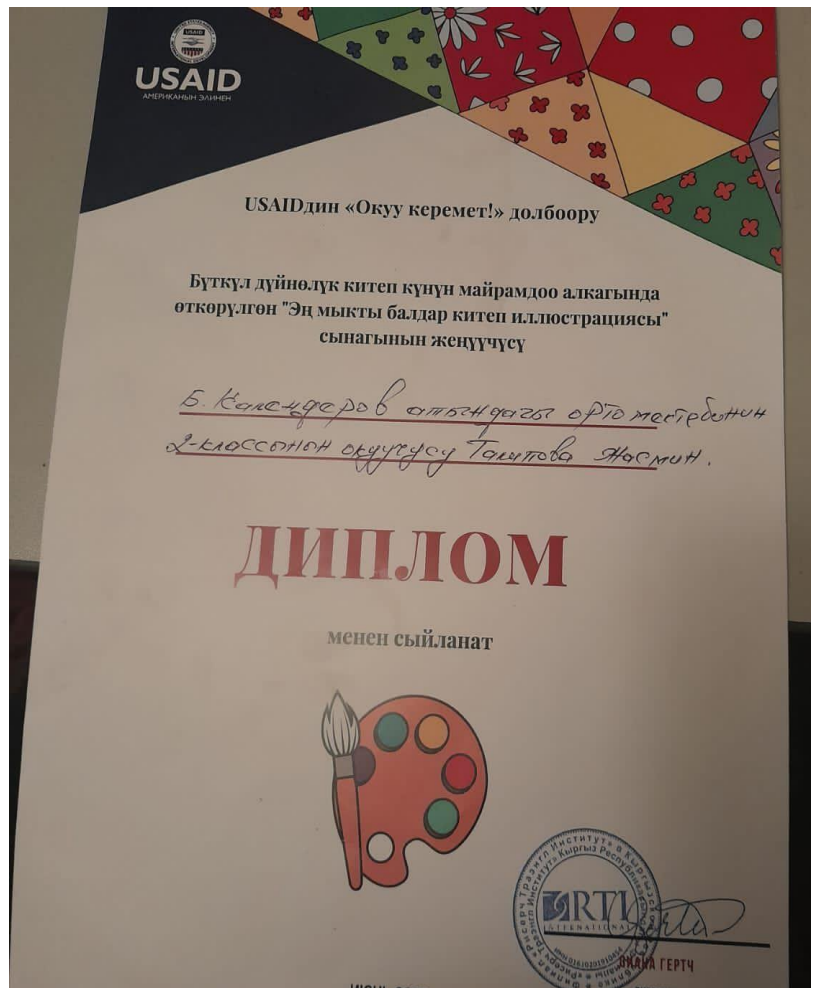 USAID
АМЕРИКАНЫН ЭЛИНЕН
USAIDдин «Окуу керемет!» долбоору
Бүткүл дүйнөлүк китеп күнүн майрамдоо алкагында
өткөрүлгөн "Эң мыкты балдар китеп иллюстрациясы"
сынагынын жеңүүчүсү
Б. Календеров атындагы орто мектебинин
2-классынын окуучусу Талипова Жасмин.
ДИПЛОМ
менен сыйланат
RTI
INTERNATIONAL
ДИАНА ГЕРТЧ